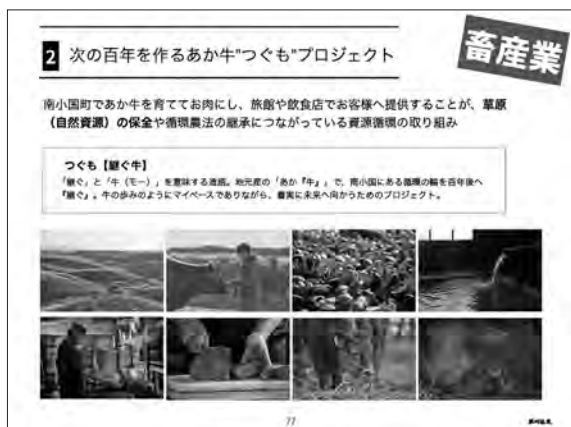 2 次の百年を作るあか牛"つぐも"プロジェクト
畜産業
南小国町であか牛を育ててお肉にし、旅館や飲食店でお客様へ提供することが、草原
（自然資源）の保全や循環農法の継承につながっている資源循環の取り組み
つぐも【継ぐ牛】
「継ぐ」と「牛（モー）」を意味する造語。地元産の「あか『牛』」で、南小国にある循環の輪を百年後へ
『継ぐ』。牛の歩みのようにマイペースでありながら、着実に未来へ向かうためのプロジェクト。
77